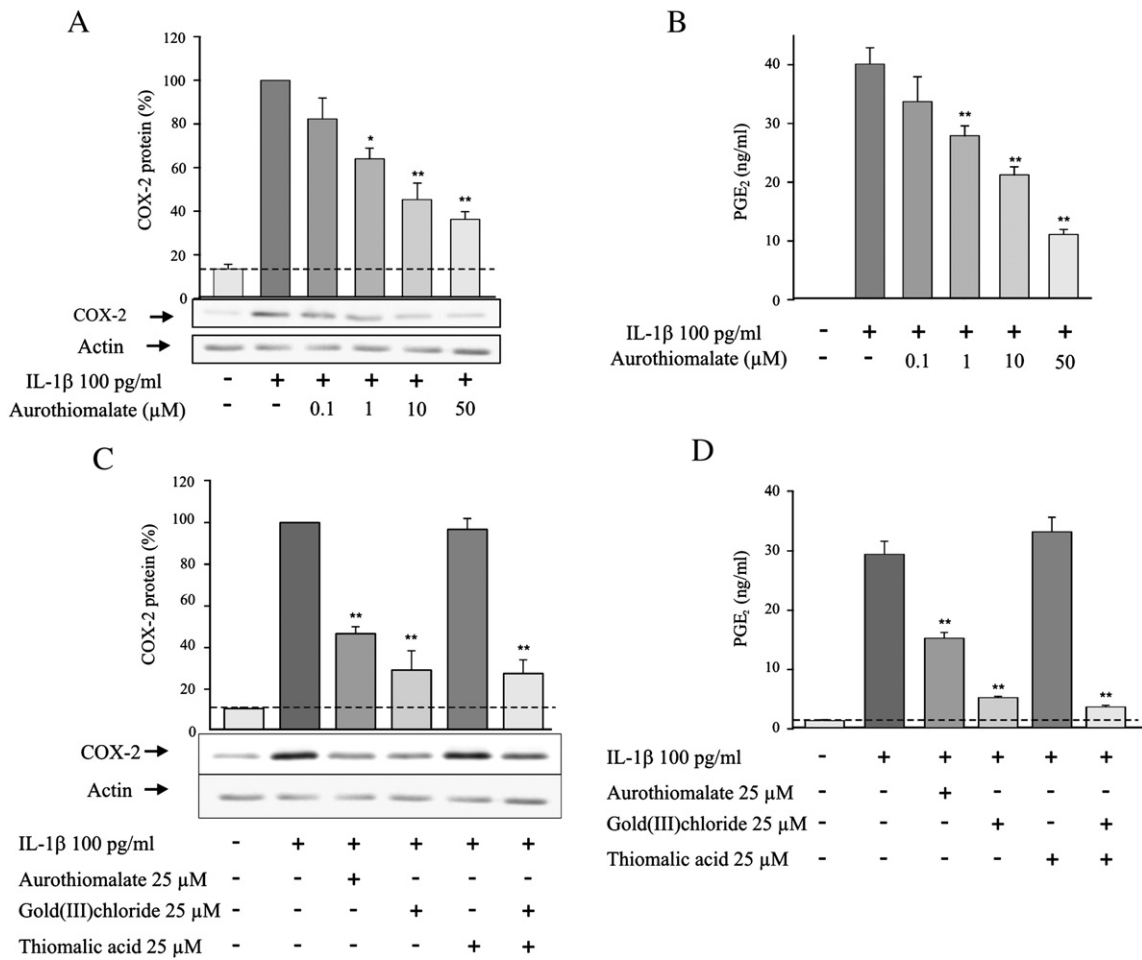 A
120
100
80
60
40
20
0
COX-2 protein (%)
*
**
**
COX-2
Actin
IL-1β 100 pg/ml - + + + + +
Aurothiomalate (µM) - - 0.1 1 10 50
B
40
30
20
10
0
PGE₂ (ng/ml)
**
**
**
IL-1β 100 pg/ml - + + + + +
Aurothiomalate (µM) - - 0.1 1 10 50
C
120
100
80
60
40
20
0
COX-2 protein (%)
**
**
**
COX-2
Actin
IL-1β 100 pg/ml - + + + + +
Aurothiomalate 25 µM - - + - - -
Gold(III)chloride 25 µM - - - + - +
Thiomalic acid 25 µM - - - - + +
D
40
30
20
10
0
PGE₂ (ng/ml)
**
**
**
IL-1β 100 pg/ml - + + + + +
Aurothiomalate 25 µM - - + - - -
Gold(III)chloride 25 µM - - - + - +
Thiomalic acid 25 µM - - - - + +